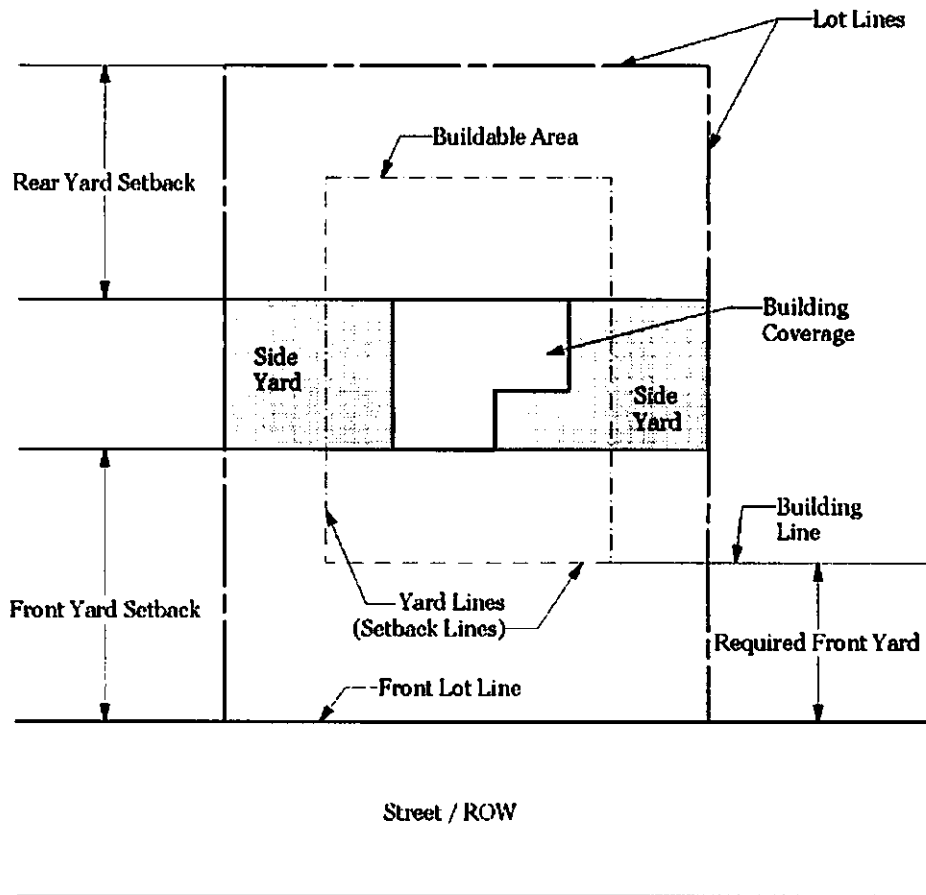 Lot Lines
Buildable Area
Rear Yard Setback
Building
Coverage
Side
Yard
Side
Yard
Building
Line
Yard Lines
(Setback Lines)
Front Yard Setback
Required Front Yard
Front Lot Line
Street / ROW